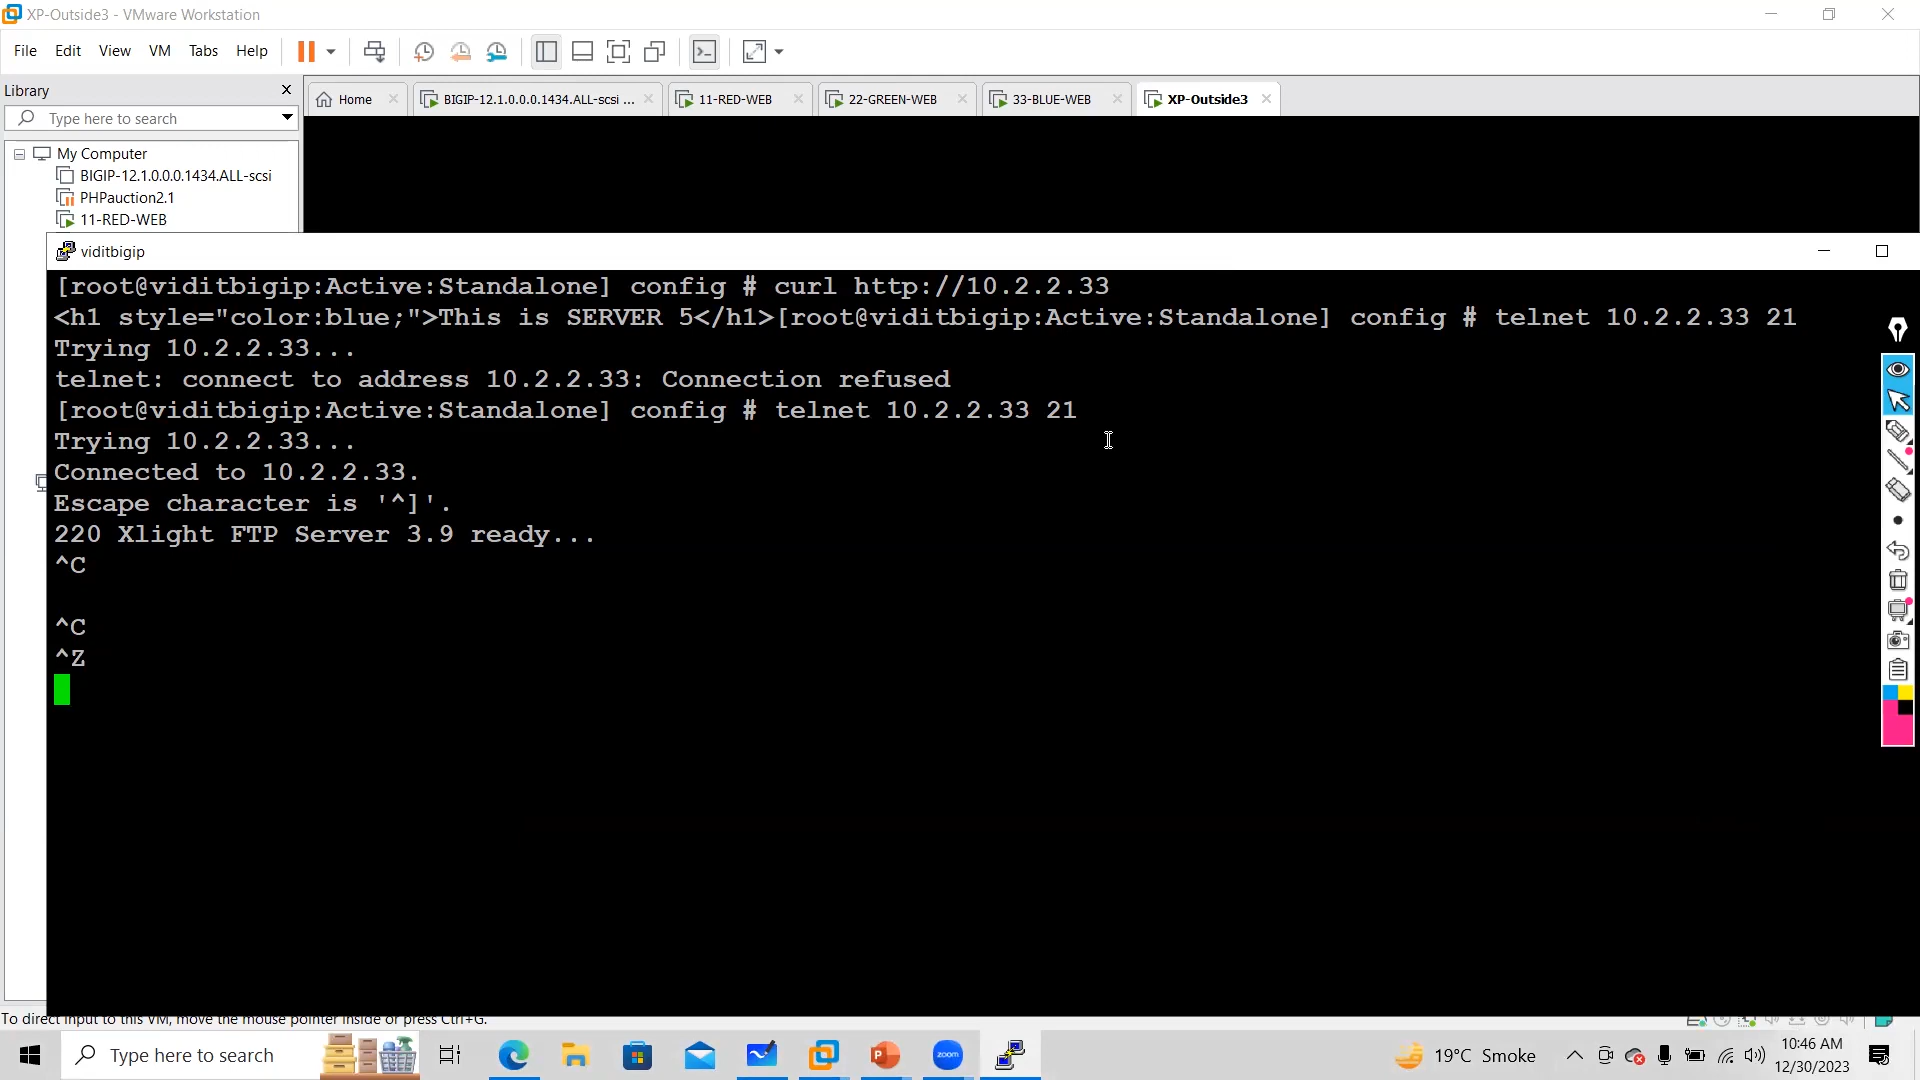 XP-Outside3 - VMware Workstation
File Edit View VM Tabs Help
Library
Home BIGIP-12.1.0.0.0.1434.ALL-scsi ... 11-RED-WEB 22-GREEN-WEB 33-BLUE-WEB XP-Outside3
Type here to search
My Computer
BIGIP-12.1.0.0.0.1434.ALL-scsi
PHPauction2.1
11-RED-WEB
viditbigip
[root@viditbigip:Active:Standalone] config # curl http://10.2.2.33
<h1 style="color:blue;">This is SERVER 5</h1>[root@viditbigip:Active:Standalone] config # telnet 10.2.2.33 21
Trying 10.2.2.33...
telnet: connect to address 10.2.2.33: Connection refused
[root@viditbigip:Active:Standalone] config # telnet 10.2.2.33 21
Trying 10.2.2.33...
Connected to 10.2.2.33.
Escape character is '^]'.
220 Xlight FTP Server 3.9 ready...
^C
^C
^Z
To direct input to this VM, move the mouse pointer inside or press Ctrl+G.
Type here to search
zoom
19°C Smoke
10:46 AM
12/30/2023